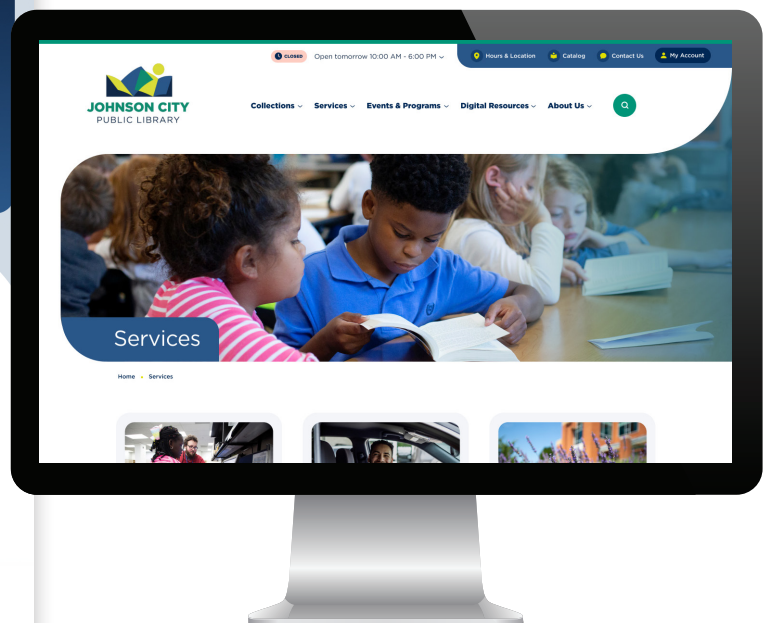 CLOSED Open tomorrow 10:00 AM - 6:00 PM Hours & Location Catalog Contact Us My Account
JOHNSON CITY
PUBLIC LIBRARY
Collections Services Events & Programs Digital Resources About Us
Services
Home • Services